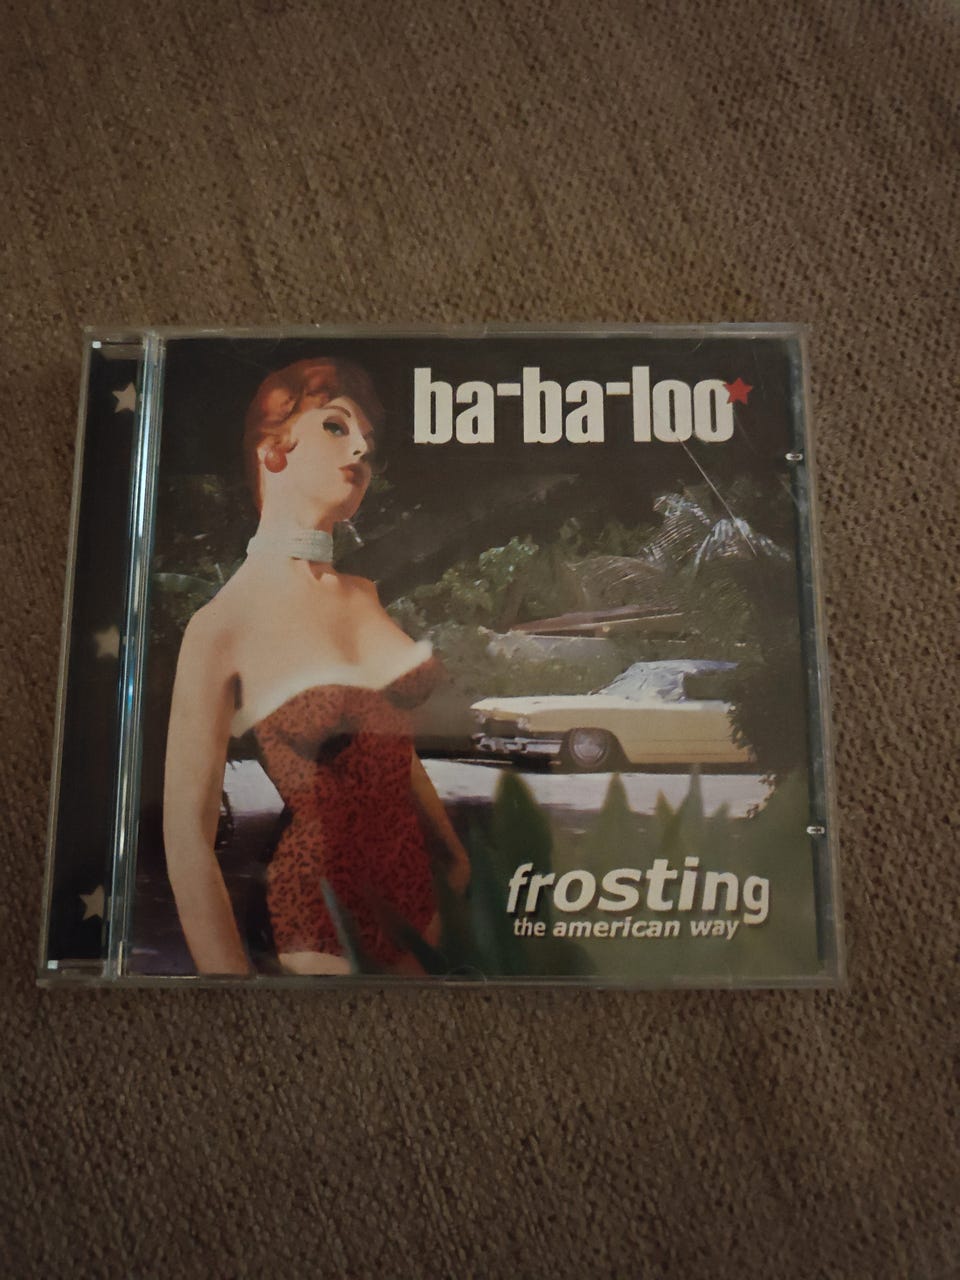 ba-ba-loo
frosting
the american way